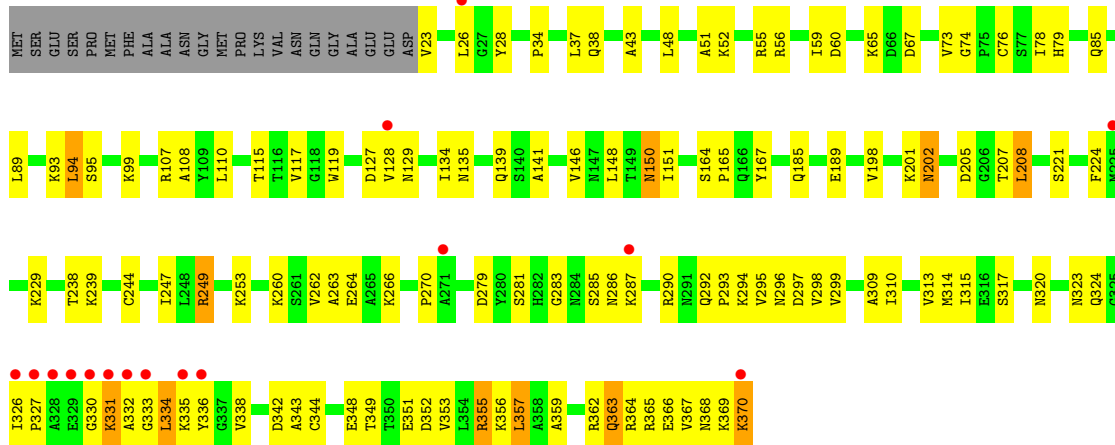 MET SER GLU SER PRO MET PHE ALA ALA ASN GLY MET PRO LYS VAL ASN GLN GLY ALA GLU GLU ASP V23 L26 G27 Y28 P34 L37 Q38 A43 L48 A51 K52 R55 R56 I59 D60 K65 D66 D67 V73 G74 P75 C76 S77 I78 H79 Q85
L89 K93 L94 S95 K99 R107 A108 Y109 L110 T115 T116 V117 G118 W119 D127 V128 N129 I134 N135 Q139 S140 A141 V146 N147 L148 T149 N150 I151 S164 P165 Q166 Y167 Q185 E189 V198 K201 N202 D205 G206 T207 L208 S221 F224 M225
K229 T238 K239 C244 I247 L248 R249 K253 K260 S261 V262 A263 E264 A265 K266 P270 A271 D279 Y280 S281 H282 G283 N284 S285 N286 K287 R290 N291 Q292 P293 K294 V295 N296 D297 V298 V299 A309 I310 V313 M314 I315 E316 S317 N320 N323 Q324 G325
I326 P327 A328 E329 G330 K331 A332 G333 L334 K335 Y336 G337 V338 D342 A343 C344 E348 T349 T350 E351 D352 V353 L354 R355 K356 L357 A358 A359 R362 Q363 R364 R365 E366 V367 N368 K369 K370